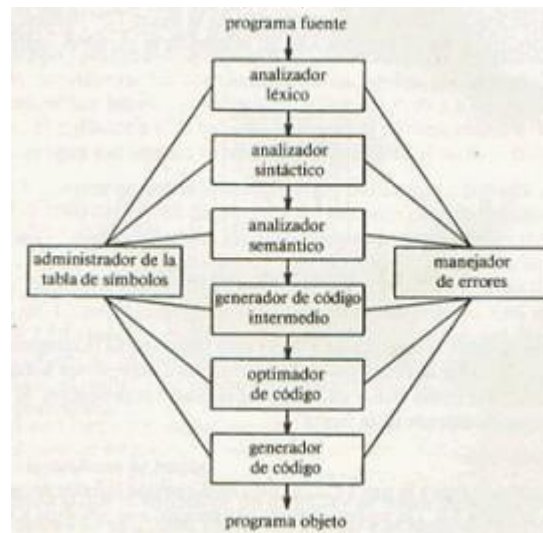 programa fuente
analizador
léxico
analizador
sintáctico
analizador
semántico
administrador de la
tabla de símbolos
manejador
de errores
generador de código
intermedio
optimador
de código
generador
de código
programa objeto